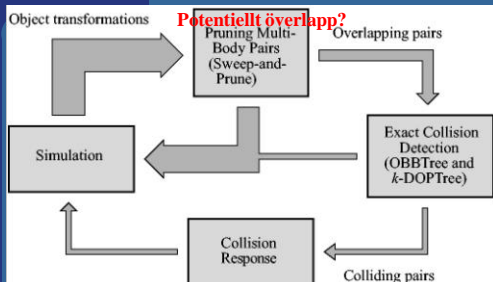 Potentiellt överlapp?
Object transformations
Pruning Multi-
Body Pairs
(Sweep-and-
Prune)
Overlapping pairs
Simulation
Exact Collision
Detection
(OBBTree and
k-DOPTree)
Collision
Response
Colliding pairs